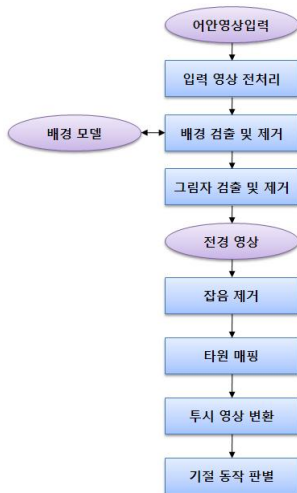 어안영상입력
입력 영상 전처리
배경 모델
배경 검출 및 제거
그림자 검출 및 제거
전경 영상
잡음 제거
타원 매핑
투시 영상 변환
기절 동작 판별